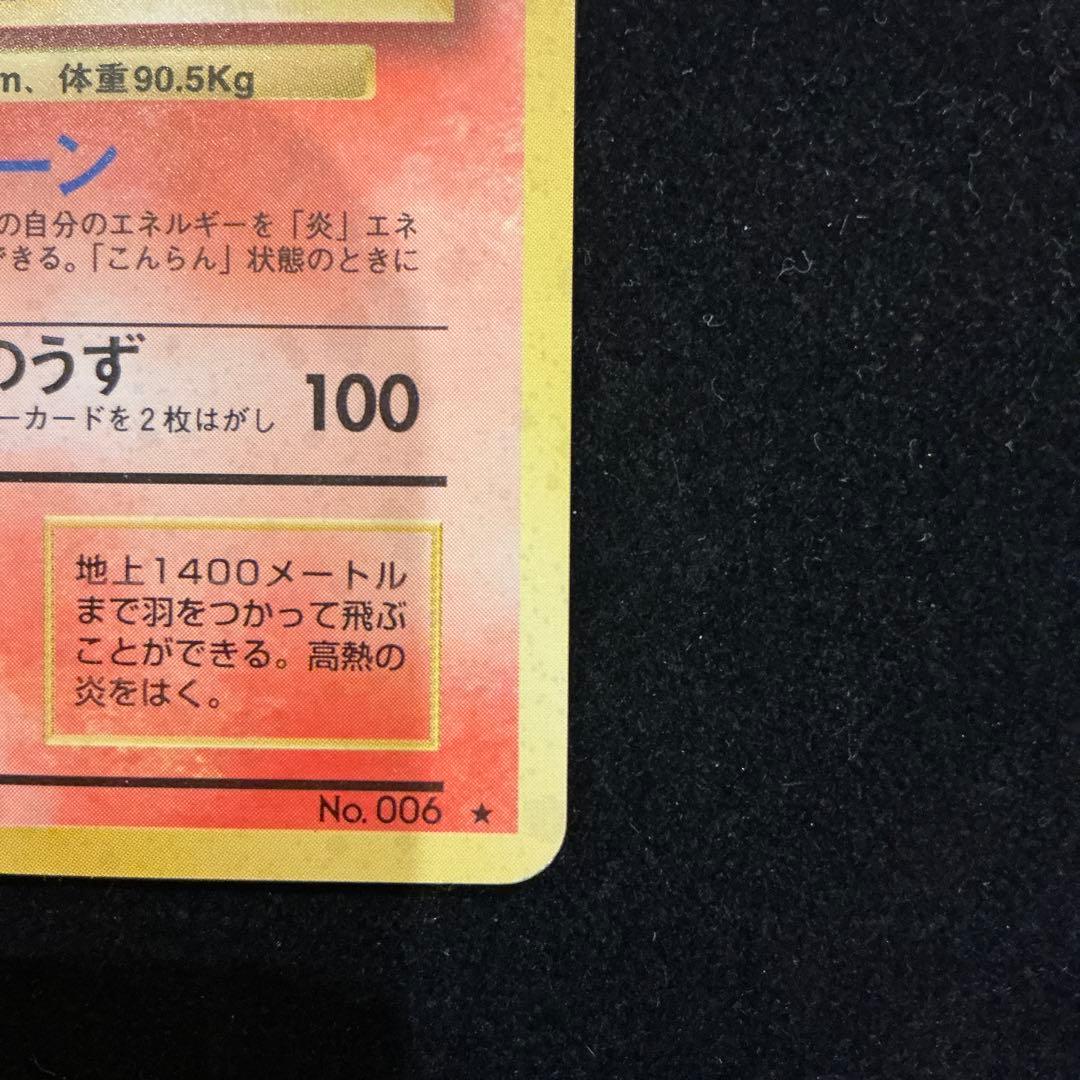 m、体重90.5Kg
ーン
の自分のエネルギーを「炎」エネ
できる。「こんらん」状態のときに
のうず
100
ーカードを2枚はがし
地上1400メートル
まで羽をつかって飛ぶ
ことができる。高熱の
炎をはく。
No. 006 ★